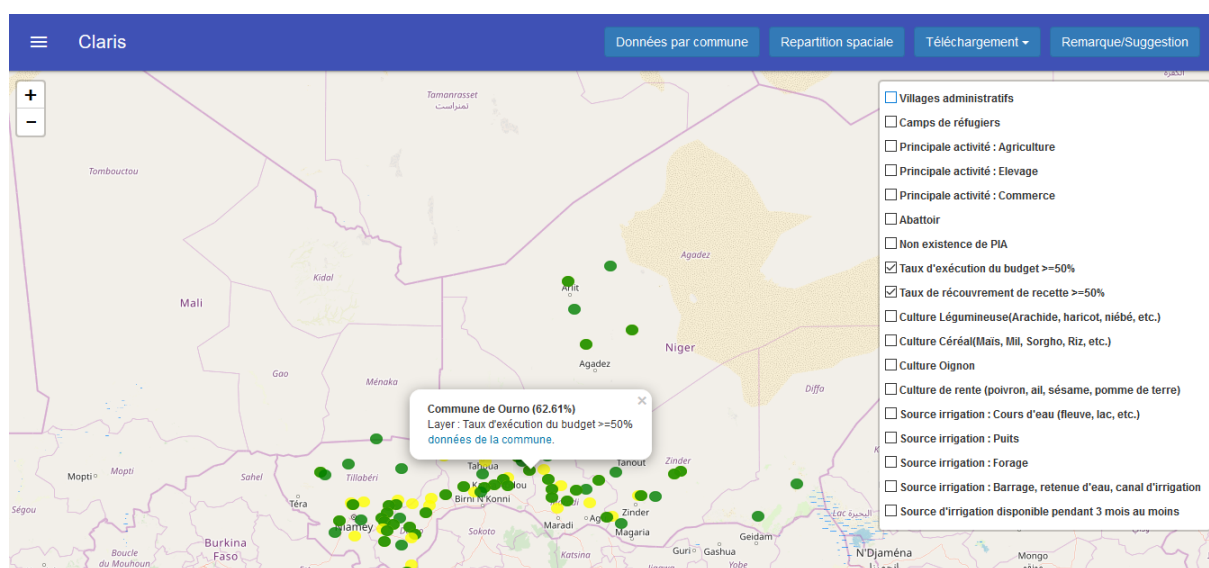 Claris
Données par commune
Repartition spaciale
Téléchargement
Remarque/Suggestion
+
−
Villages administratifs
Camps de réfugiers
Principale activité : Agriculture
Principale activité : Elevage
Principale activité : Commerce
Abattoir
Non existence de PIA
Taux d'exécution du budget >=50%
Taux de récouvrement de recette >=50%
Culture Légumineuse(Arachide, haricot, niébé, etc.)
Culture Céréal(Maïs, Mil, Sorgho, Riz, etc.)
Culture Oignon
Culture de rente (poivron, ail, sésame, pomme de terre)
Source irrigation : Cours d'eau (fleuve, lac, etc.)
Source irrigation : Puits
Source irrigation : Forage
Source irrigation : Barrage, retenue d'eau, canal d'irrigation
Source d'irrigation disponible pendant 3 mois au moins
Tamanrasset
تمنراست
Tombouctou
Agadez
Kidal
Arlit
Mali
Niger
Agadez
Gao
Ménaka
Diffa
Commune de Ourno (62.61%)
×
Layer : Taux d'exécution du budget >=50%
données de la commune.
Tahoua
Tanout
Zinder
Mopti
Mopti
Sahel
Tillabéri
Birni N Konni
Téra
Ségou
Zinder
Maradi
Magaria
Sokoto
Geidam
Burkina
Faso
Boucle
du Mouhoun
Katsina
Guri
Gashua
Yobe
N'Djaména
Mongo